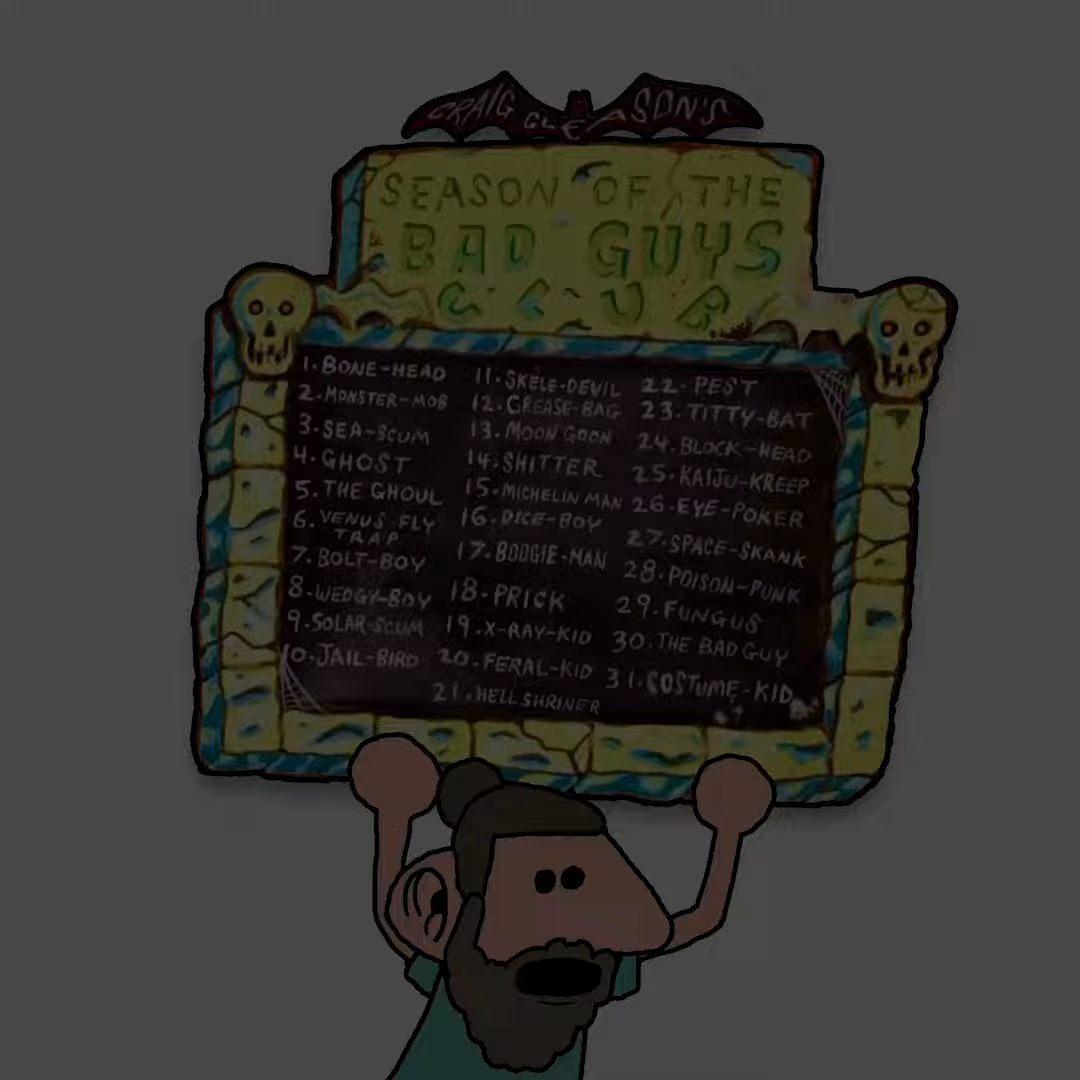 CRAIG GLEASON'S
SEASON OF THE
BAD GUYS
CLUB
1. BONE-HEAD
2. MONSTER-MOB
3. SEA-SCUM
4. GHOST
5. THE GHOUL
6. VENUS FLY
TRAP
7. BOLT-BOY
8. WEDGY-BOY
9. SOLAR-SCUM
10. JAIL-BIRD
11. SKELE-DEVIL
12. GREASE-BAG
13. MOON GOON
14. SHITTER
15. MICHELIN MAN
16. DICE-BOY
17. BOOGIE-MAN
18. PRICK
19. X-RAY-KID
20. FERAL-KID
21. HELLSHRINER
22. PEST
23. TITTY-BAT
24. BLOCK-HEAD
25. KAIJU-KREEP
26. EYE-POKER
27. SPACE-SKANK
28. POISON-PUNK
29. FUNGUS
30. THE BAD GUY
31. COSTUME-KID